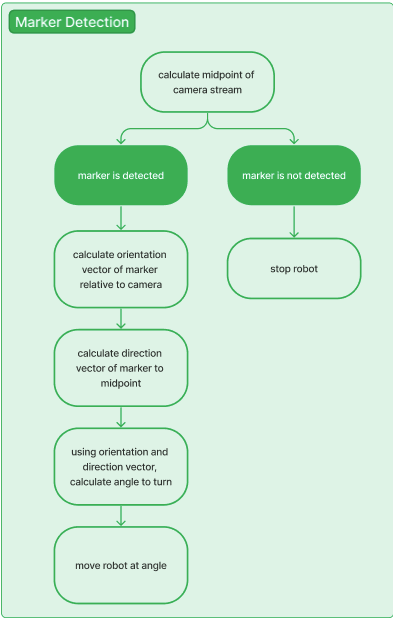 Marker Detection
calculate midpoint of
camera stream
marker is detected
marker is not detected
calculate orientation
vector of marker
relative to camera
stop robot
calculate direction
vector of marker to
midpoint
using orientation and
direction vector,
calculate angle to turn
move robot at angle